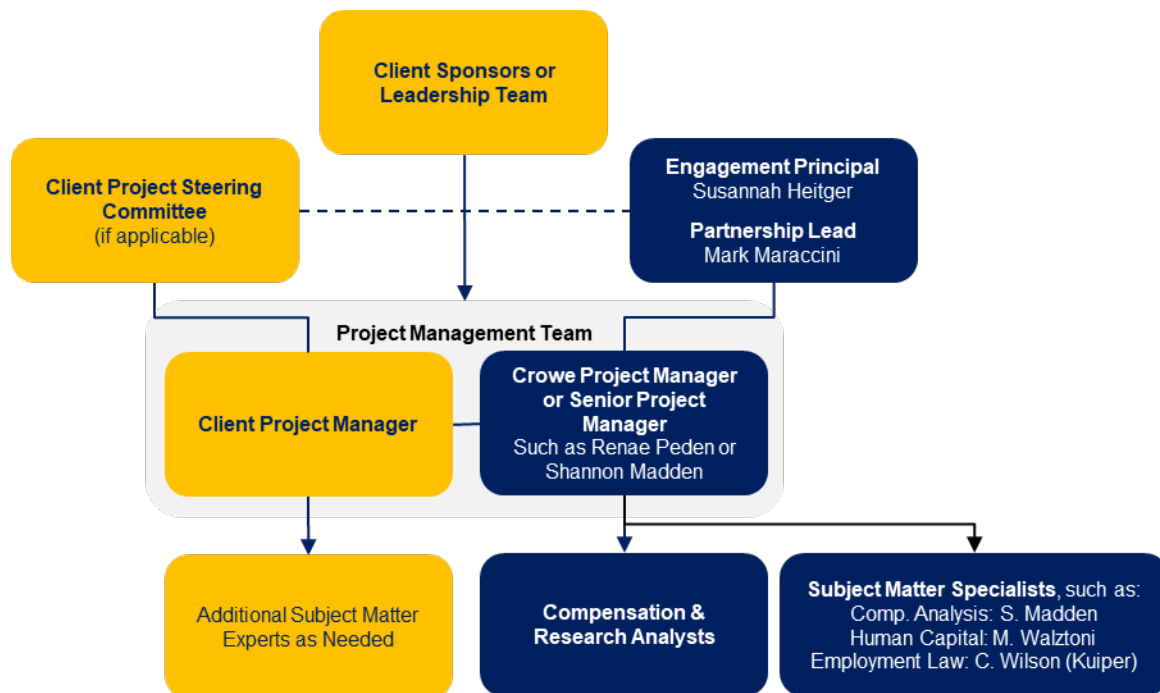 Client Sponsors or
Leadership Team
Client Project Steering
Committee
(if applicable)
Engagement Principal
Susannah Heitger
Partnership Lead
Mark Maraccini
Project Management Team
Client Project Manager
Crowe Project Manager
or Senior Project
Manager
Such as Renae Peden or
Shannon Madden
Additional Subject Matter
Experts as Needed
Compensation &
Research Analysts
Subject Matter Specialists, such as:
Comp. Analysis: S. Madden
Human Capital: M. Walztoni
Employment Law: C. Wilson (Kuiper)